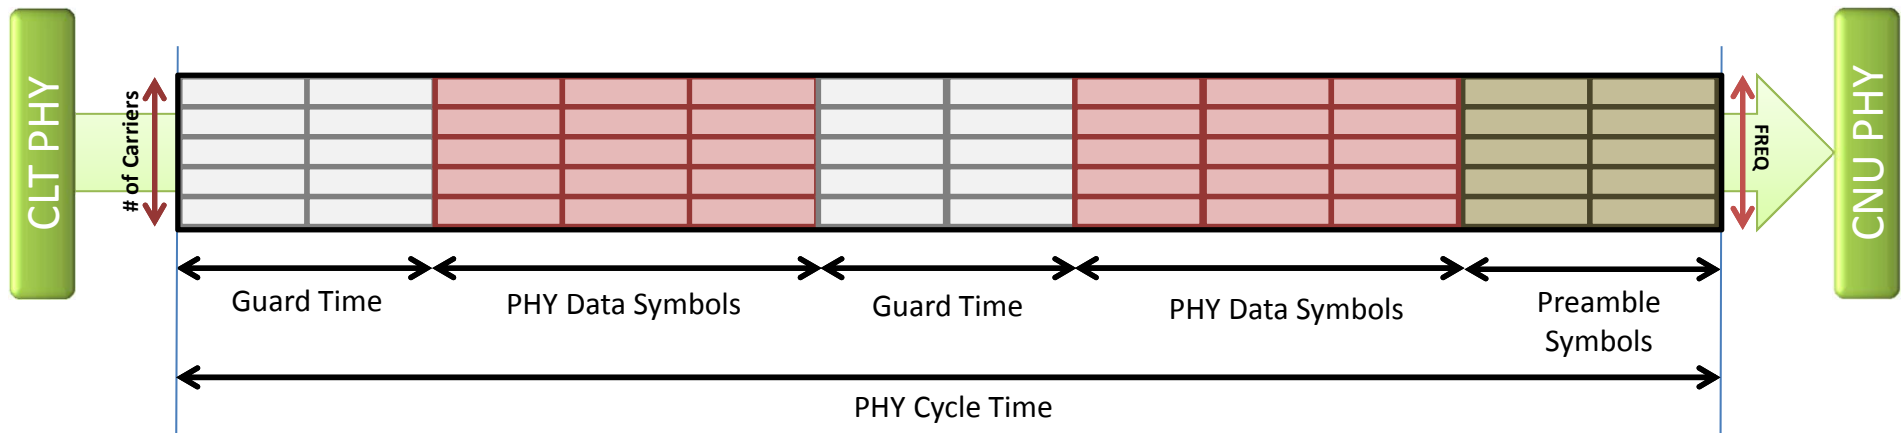 CLT PHY
# of Carriers
FREQ
CNU PHY
Guard Time
PHY Data Symbols
Guard Time
PHY Data Symbols
Preamble
Symbols
PHY Cycle Time